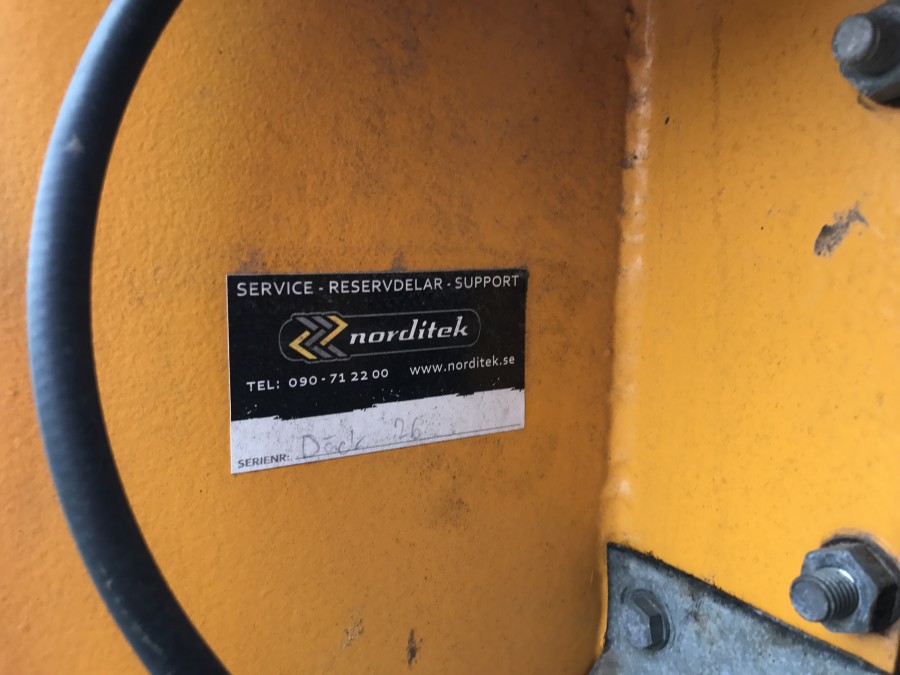 SERVICE - RESERVDELAR - SUPPORT
norditek
TEL: 090-71 22 00 www.norditek.se
SERIENR: Däck 26